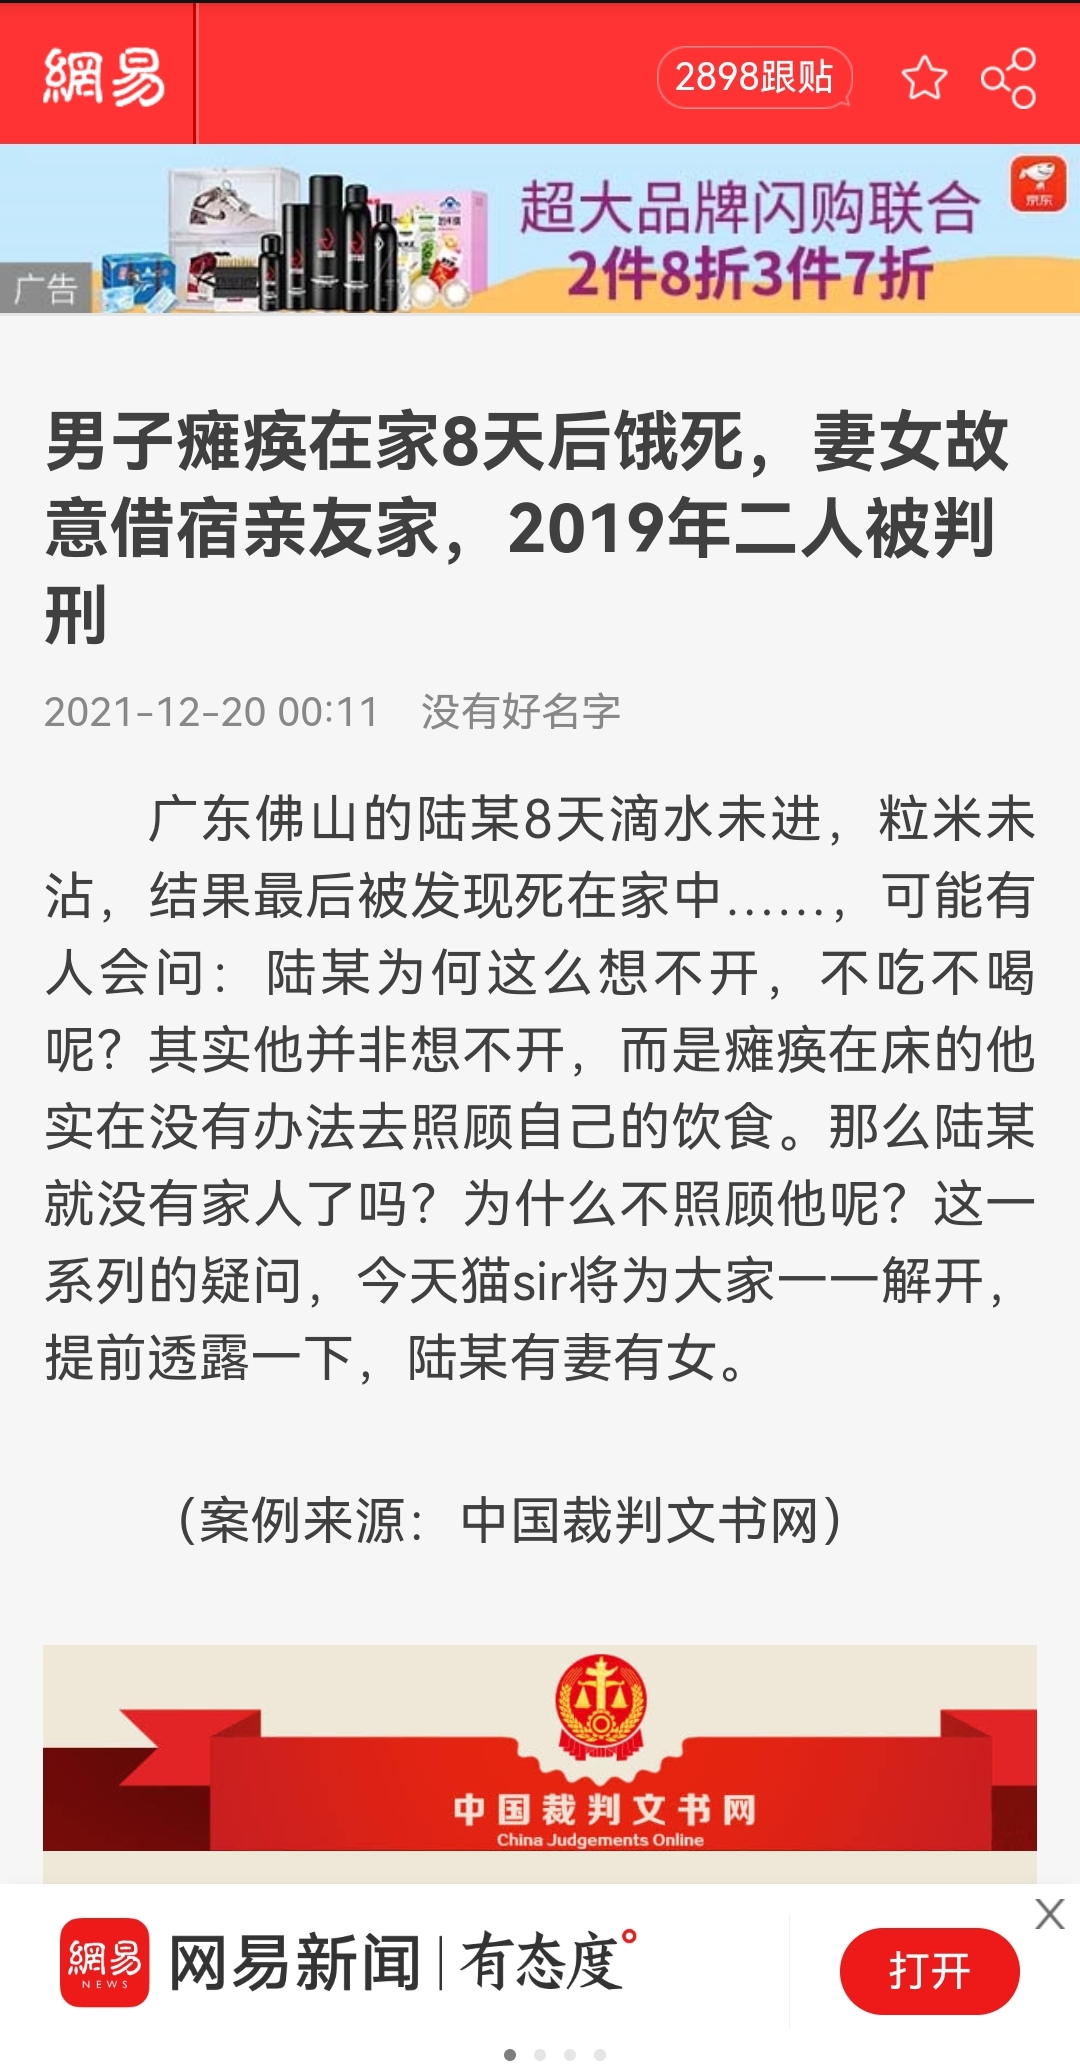 網易
2898跟贴
超大品牌闪购联合
京东
2件8折3件7折
广告
男子瘫痪在家8天后饿死，妻女故
意借宿亲友家，2019年二人被判
刑
2021-12-20 00:11 没有好名字
广东佛山的陆某8天滴水未进，粒米未
沾，结果最后被发现死在家中……，可能有
人会问：陆某为何这么想不开，不吃不喝
呢？其实他并非想不开，而是瘫痪在床的他
实在没有办法去照顾自己的饮食。那么陆某
就没有家人了吗？为什么不照顾他呢？这一
系列的疑问，今天猫sir将为大家一一解开，
提前透露一下，陆某有妻有女。
（案例来源：中国裁判文书网）
中国裁判文书网
China Judgements Online
網易
NEWS
网易新闻 | 有态度°
打开